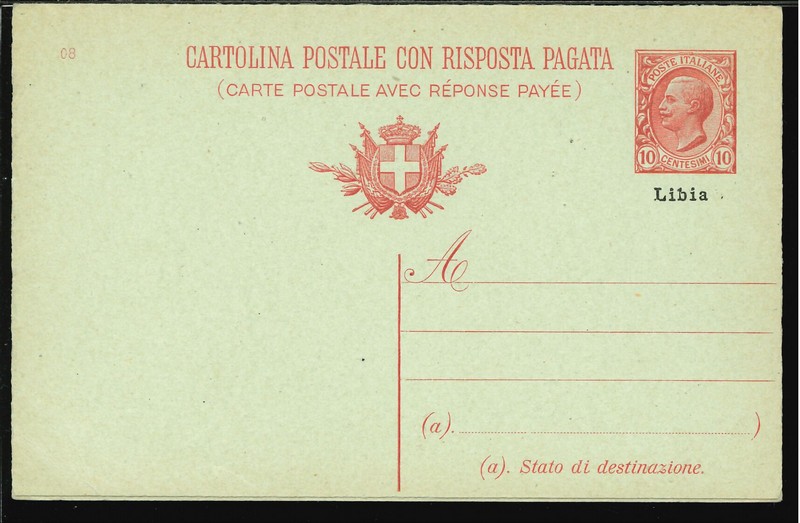 08
CARTOLINA POSTALE CON RISPOSTA PAGATA
(CARTE POSTALE AVEC RÉPONSE PAYÉE)
POSTE ITALIANE
10 CENTESIMI 10
Libia
A
(a). )
(a). Stato di destinazione.